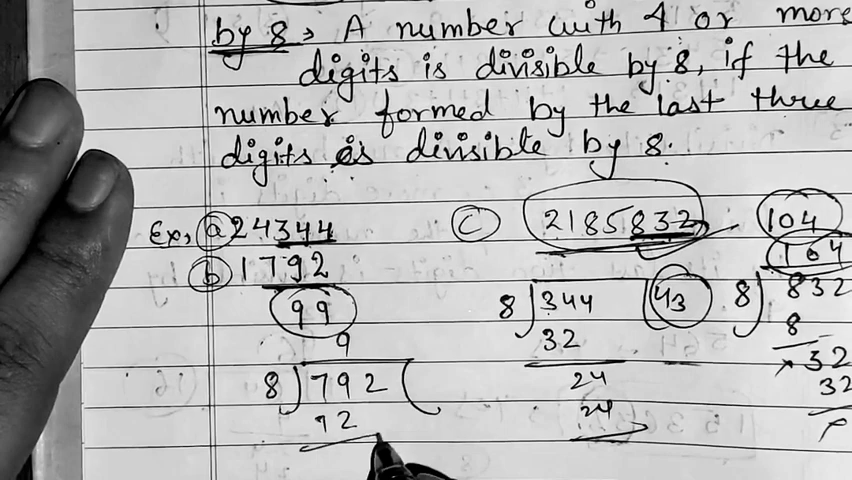 by 8 → A number with 4 or more
digits is divisible by 8, if the
number formed by the last three
digits is divisible by 8.
Ex, (a) 24344
(b) 1792
(c) 2185832
104
104
99
9
8) 792 (
72
8) 344 ( 43
32
24
24
8) 832
8
x 32
32